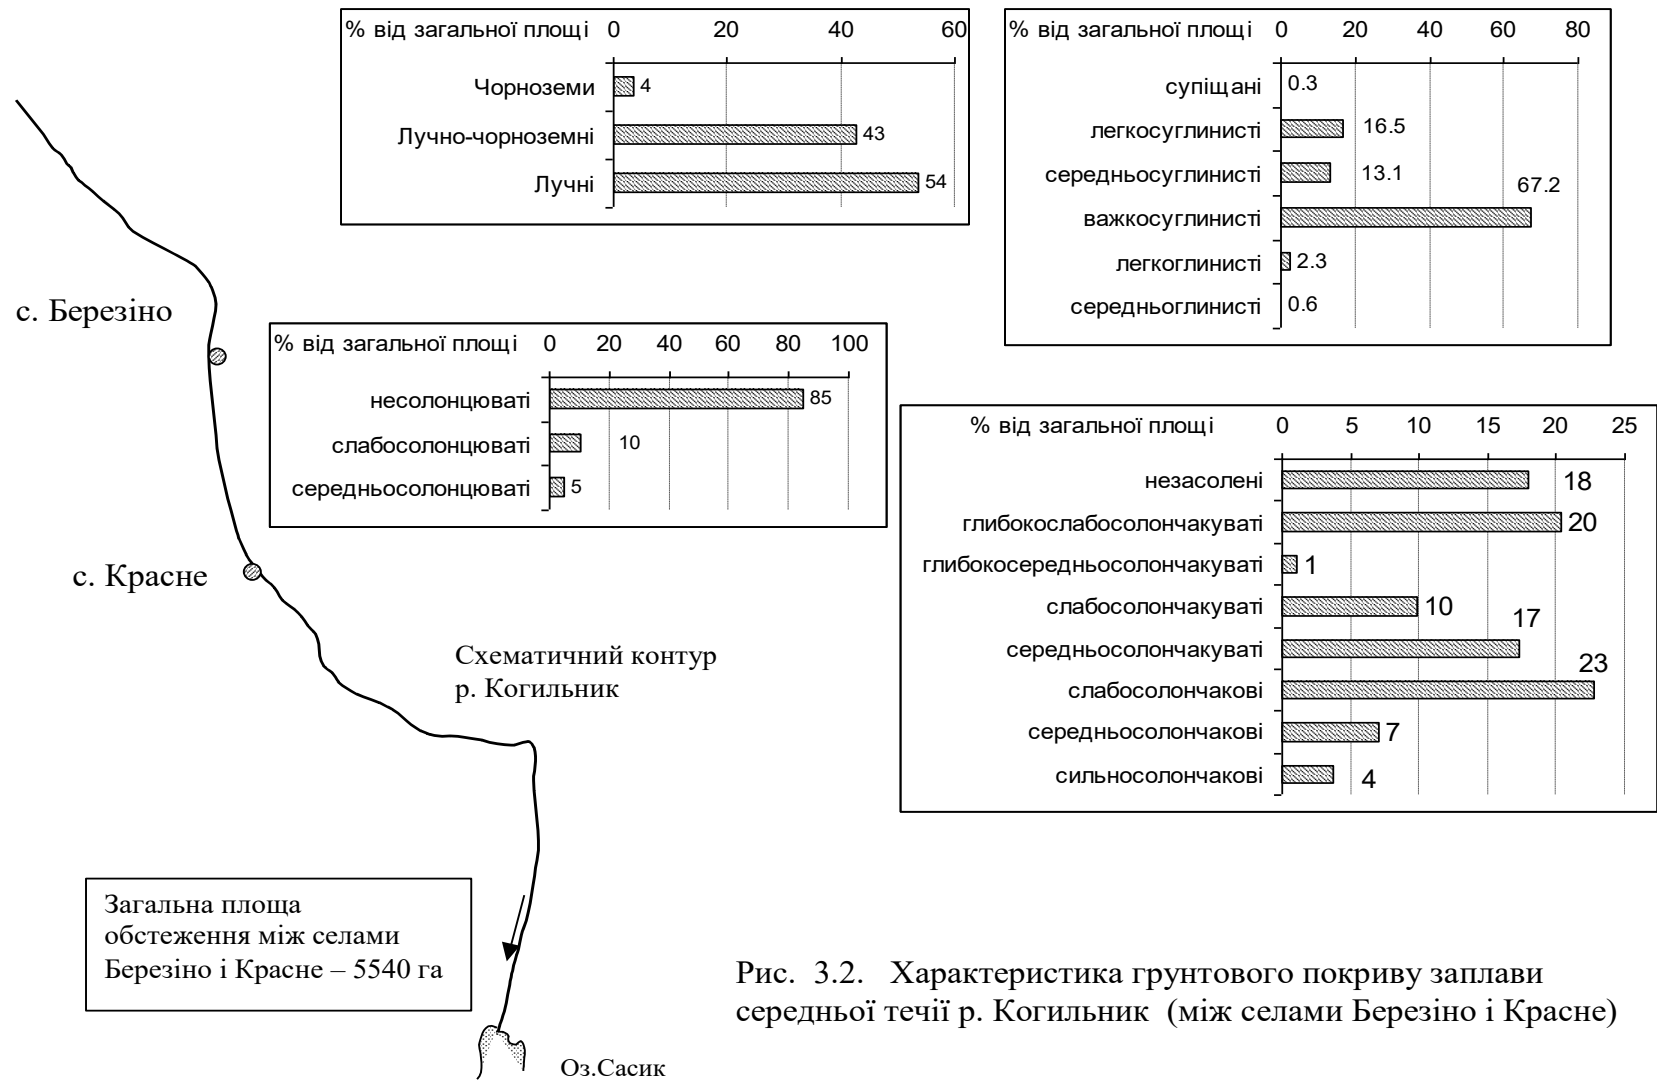 % від загальної площі 0 20 40 60
Чорноземи 4
Лучно-чорноземні 43
Лучні 54
% від загальної площі 0 20 40 60 80
супіщані 0.3
легкосуглинисті 16.5
середньосуглинисті 13.1
67.2
важкосуглинисті
легкоглинисті 2.3
середньоглинисті 0.6
с. Березіно
% від загальної площі 0 20 40 60 80 100
несолонцюваті 85
слабосолонцюваті 10
середньосолонцюваті 5
% від загальної площі 0 5 10 15 20 25
незасолені 18
глибокослабосолончакуваті 20
глибокосередньосолончакуваті 1
слабосолончакуваті 10
17
середньосолончакуваті
23
слабосолончакові
середньосолончакові 7
сильносолончакові 4
с. Красне
Схематичний контур
р. Когильник
Загальна площа
обстеження між селами
Березіно і Красне – 5540 га
Рис. 3.2. Характеристика грунтового покриву заплави
середньої течії р. Когильник (між селами Березіно і Красне)
Оз.Сасик